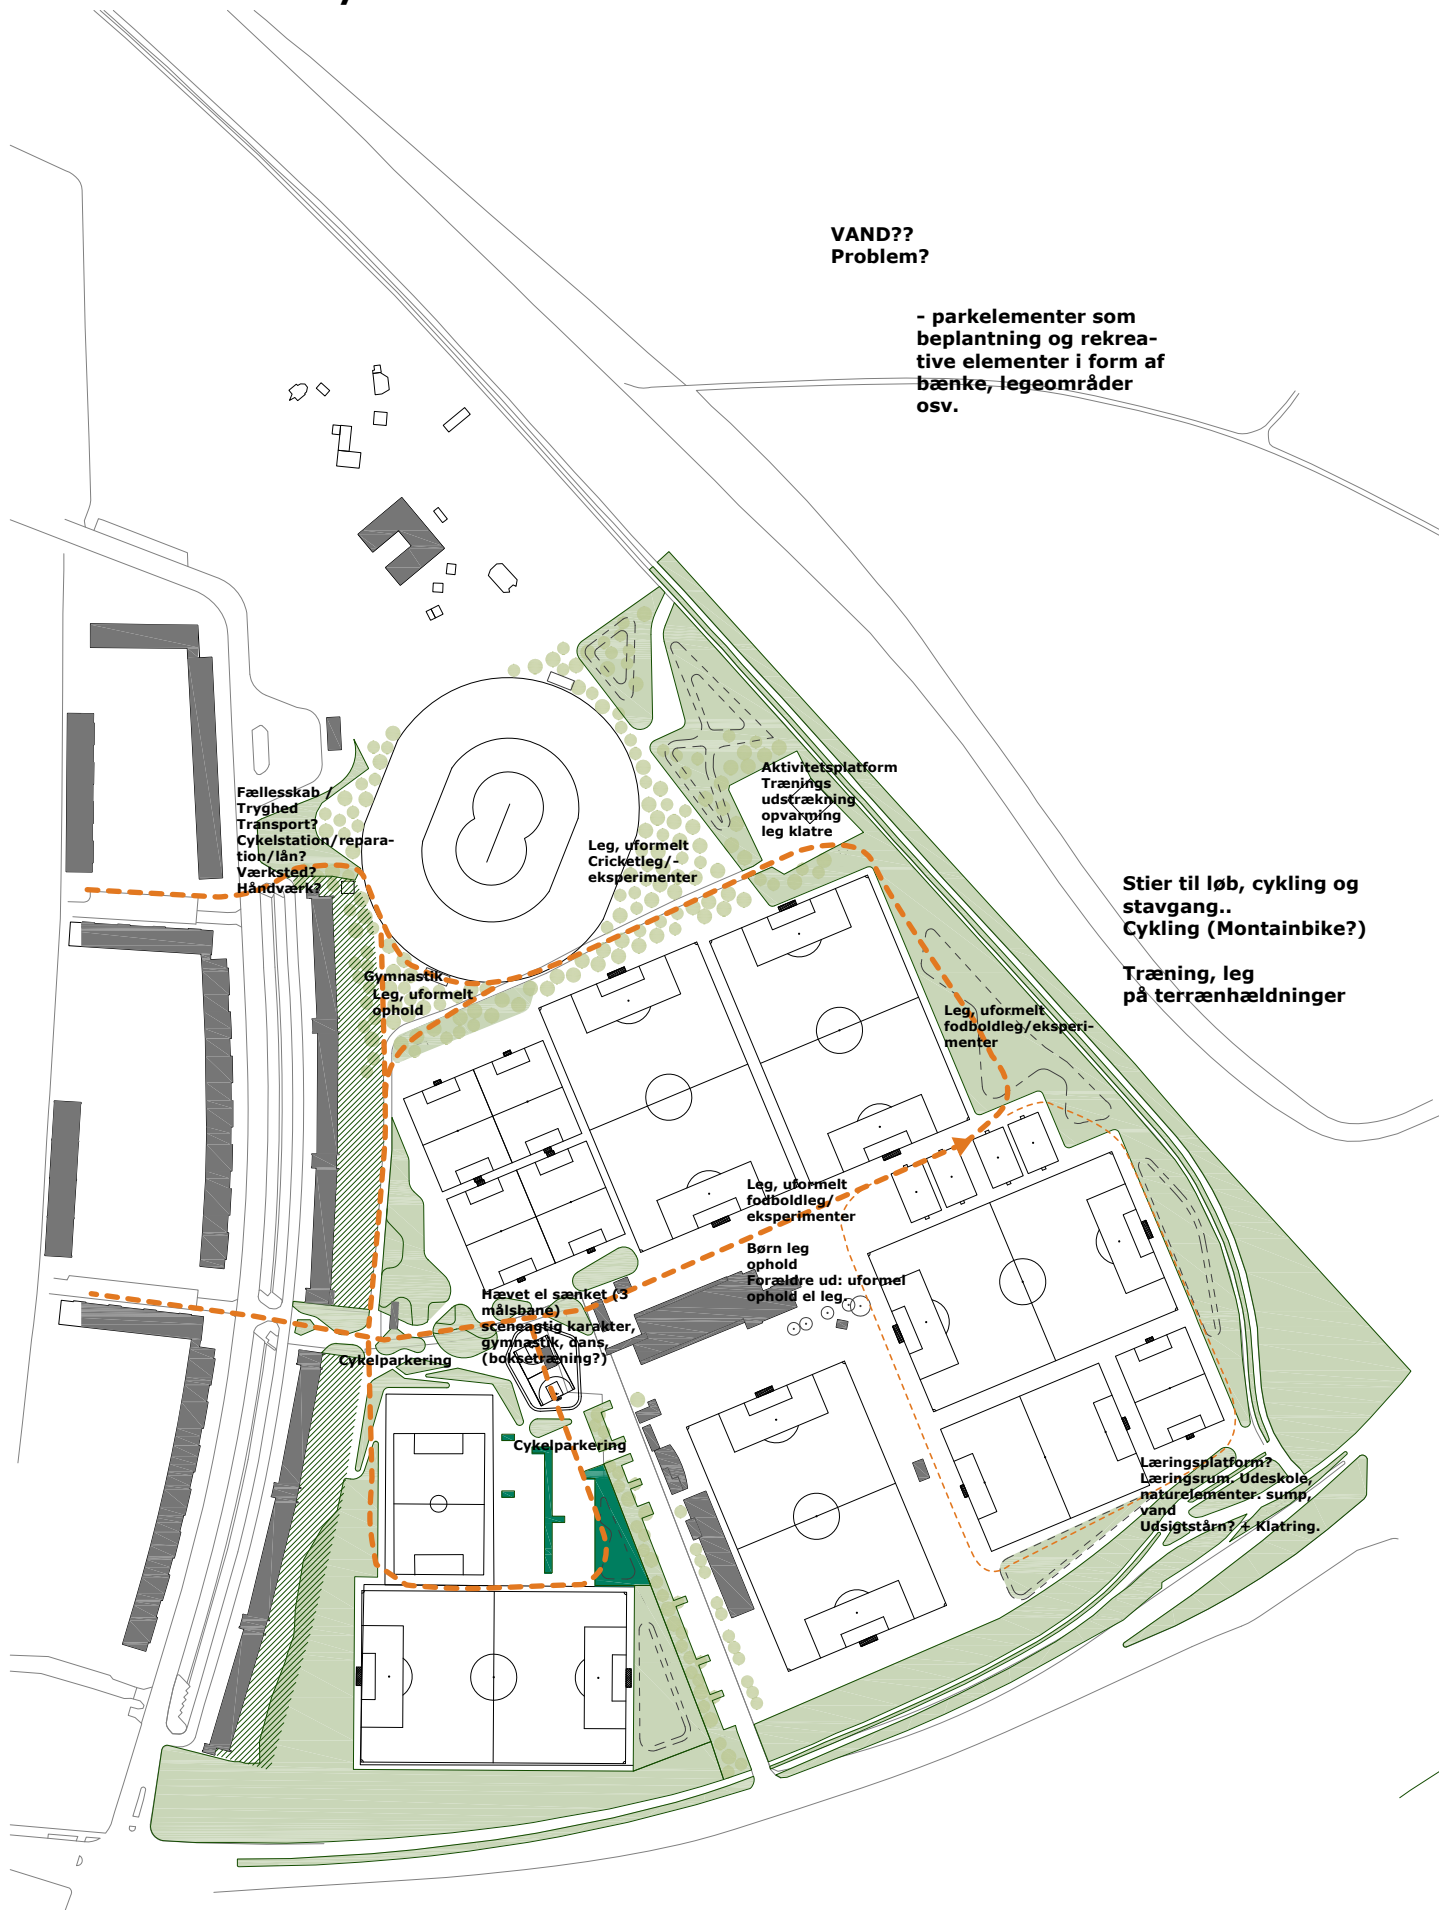 VAND??
Problem?
- parkelementer som
beplantning og rekrea-
tive elementer i form af
bænke, legeområder
osv.
Aktivitetsplatform
Trænings
udstrækning
opvarming
leg klatre
Fællesskab /
Tryghed
Transport?
Cykelstation/repara-
tion/lån?
Værksted?
Håndværk?
Leg, uformelt
Cricketleg/-
eksperimenter
Stier til løb, cykling og
stavgang..
Cykling (Montainbike?)
Træning, leg
på terrænhældninger
Gymnastik
Leg, uformelt
ophold
Leg, uformelt
fodboldleg/eksperi-
menter
Leg, uformelt
fodboldleg/
eksperimenter
Børn leg
ophold
Forældre ud: uformel
ophold el leg.
Hævet el sænket (3
målsbane)
sceneagtig karakter,
gymnastik, dans,
(boksetræning?)
Cykelparkering
Cykelparkering
Læringsplatform?
Læringsrum. Udeskole,
naturelementer. sump,
vand
Udsigtstårn? + Klatring.